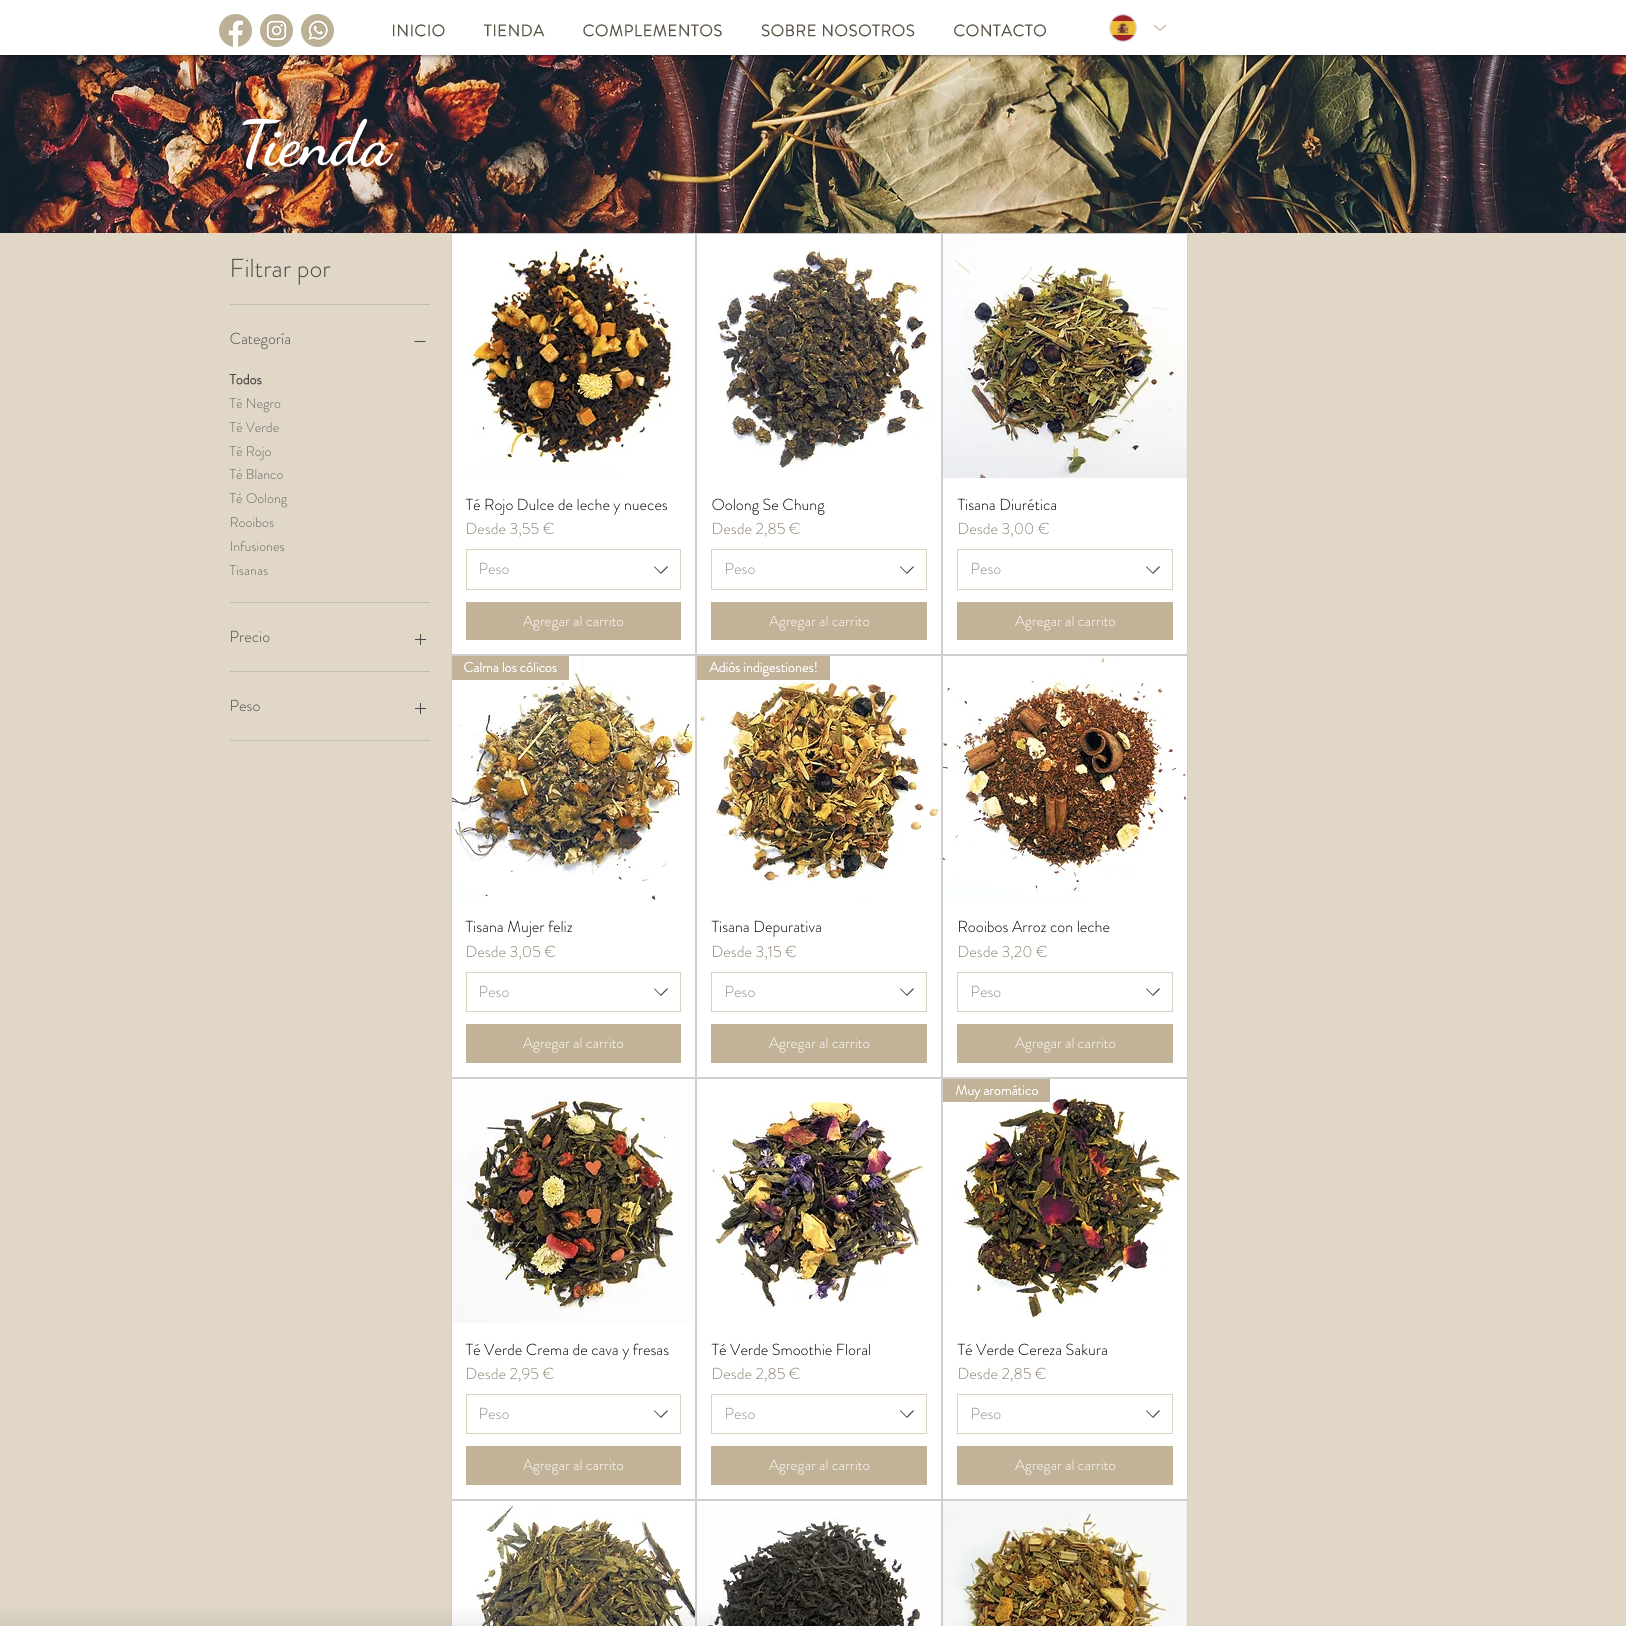 INICIO TIENDA COMPLEMENTOS SOBRE NOSOTROS CONTACTO
Tienda
Filtrar por
Categoría
Todos
Té Negro
Té Verde
Té Rojo
Té Blanco
Té Oolong
Rooibos
Infusiones
Tisanas
Precio
Peso
Té Rojo Dulce de leche y nueces
Desde 3,55 €
Peso
Agregar al carrito
Oolong Se Chung
Desde 2,85 €
Peso
Agregar al carrito
Tisana Diurética
Desde 3,00 €
Peso
Agregar al carrito
Calma los cólicos
Tisana Mujer feliz
Desde 3,05 €
Peso
Agregar al carrito
Adiós indigestiones!
Tisana Depurativa
Desde 3,15 €
Peso
Agregar al carrito
Rooibos Arroz con leche
Desde 3,20 €
Peso
Agregar al carrito
Té Verde Crema de cava y fresas
Desde 2,95 €
Peso
Agregar al carrito
Té Verde Smoothie Floral
Desde 2,85 €
Peso
Agregar al carrito
Muy aromático
Té Verde Cereza Sakura
Desde 2,85 €
Peso
Agregar al carrito